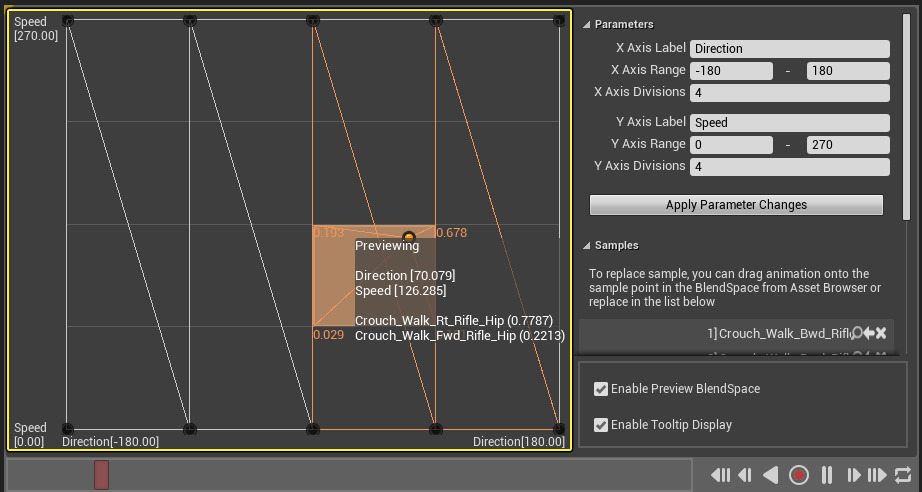 Speed
[270.00]
0.193
0.678
Previewing
Direction [70.079]
Speed [126.285]
Crouch_Walk_Rt_Rifle_Hip (0.7787)
Crouch_Walk_Fwd_Rifle_Hip (0.2213)
0.029
Speed
[0.00]
Direction[-180.00]
Direction[180.00]
Parameters
X Axis Label Direction
X Axis Range -180 - 180
X Axis Divisions 4
Y Axis Label Speed
Y Axis Range 0 - 270
Y Axis Divisions 4
Apply Parameter Changes
Samples
To replace sample, you can drag animation onto the
sample point in the BlendSpace from Asset Browser or
replace in the list below
1]Crouch_Walk_Bwd_Rifl
Enable Preview BlendSpace
Enable Tooltip Display